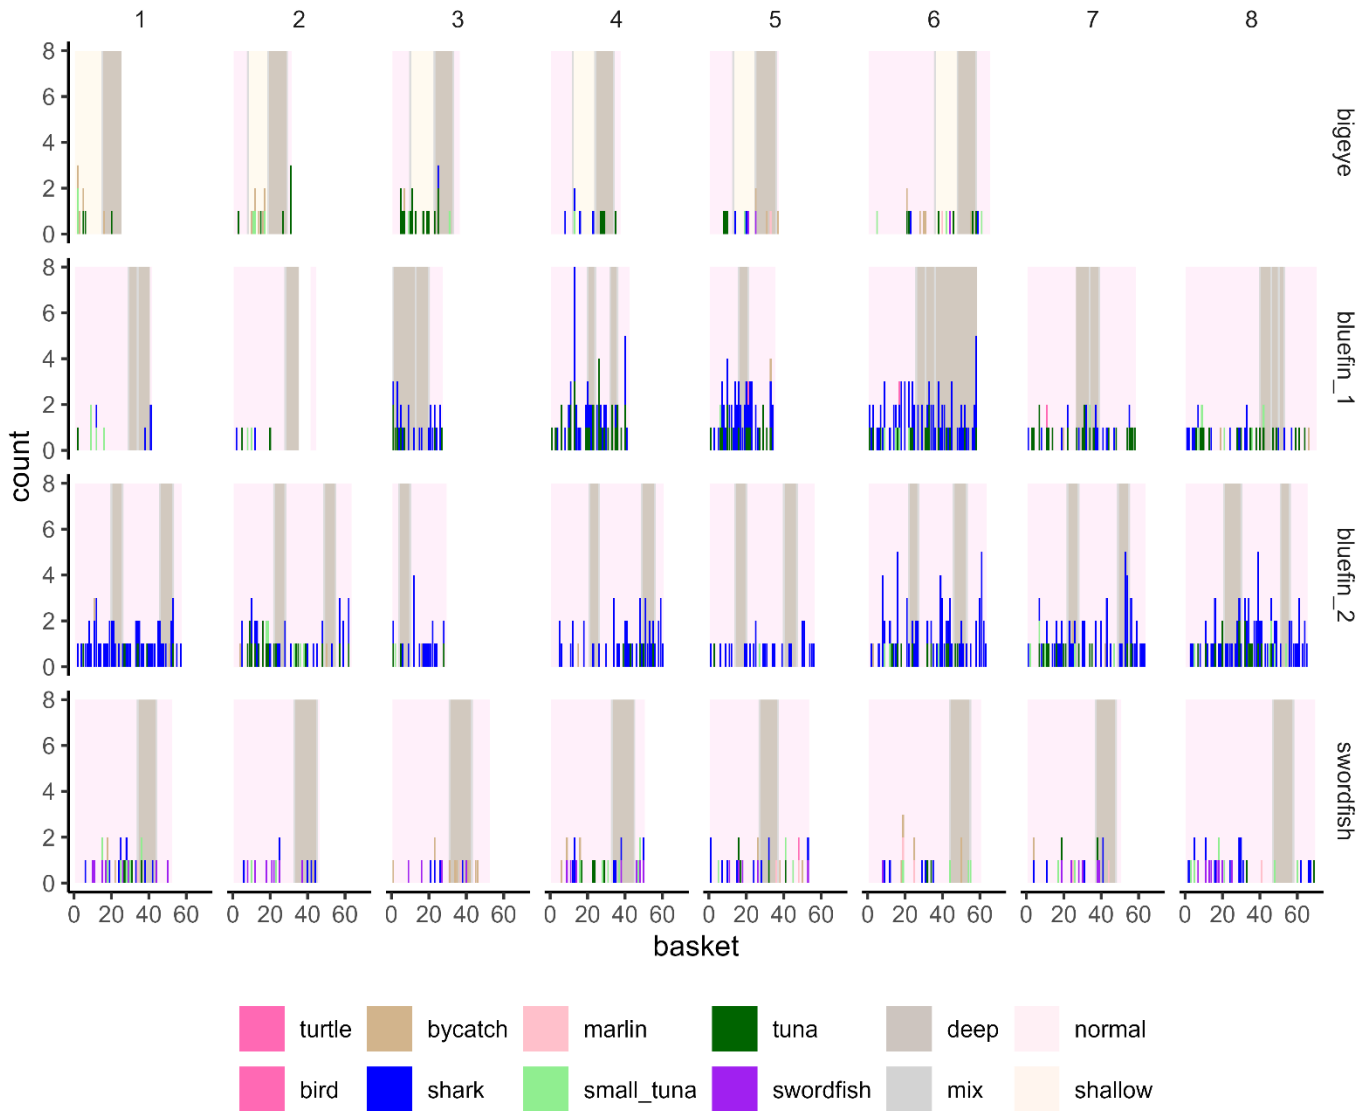 1 2 3 4 5 6 7 8
8
6
4
2
0
bigeye
8
6
4
2
0
bluefin_1
count
8
6
4
2
0
bluefin_2
8
6
4
2
0
swordfish
0 20 40 60 0 20 40 60 0 20 40 60 0 20 40 60 0 20 40 60 0 20 40 60 0 20 40 60 0 20 40 60
basket
turtle bycatch marlin tuna deep normal
bird shark small_tuna swordfish mix shallow